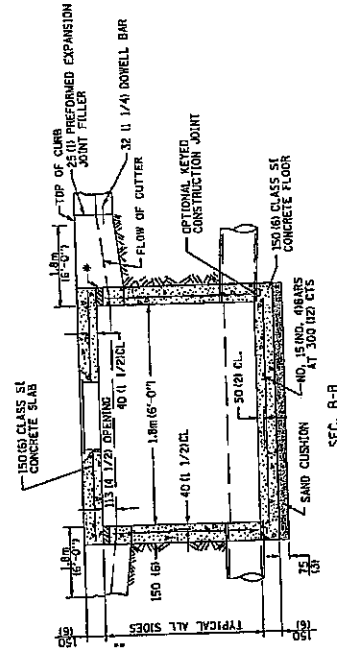 TOP OF CURB
25 (1) PREFORMED EXPANSION
JOINT FILLER
32 (1 1/4) DOWELL BAR
FLOW OF GUTTER
OPTIONAL KEYED
CONSTRUCTION JOINT
150 (6) CLASS SI
CONCRETE FLOOR
NO. 15 (NO. 4) BARS
AT 300 (12) CTS
1.8m
(6'-0")
*
150 (6) CLASS SI
CONCRETE SLAB
40 (1 1/2) CL
113 (4 1/2) OPENING
1.8m (6'-0")
40 (1 1/2) CL
50 (2) CL.
SAND CUSHION
SEC. B-B
1.8m
(6'-0")
150 (6)
150
(6)
TYPICAL ALL SIDES
75
(3)
150
(6)